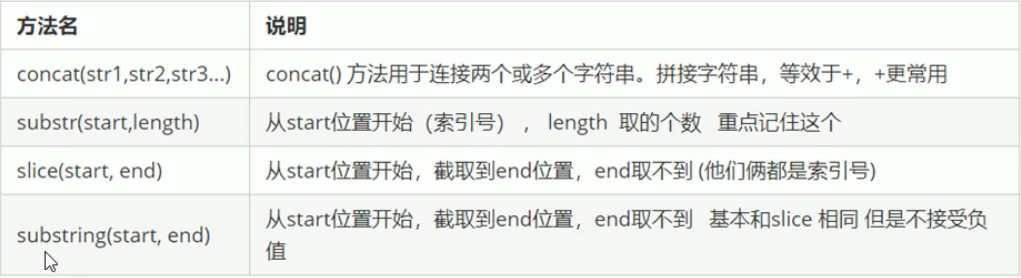 方法名 说明
concat(str1,str2,str3...) concat() 方法用于连接两个或多个字符串。拼接字符串，等效于+，+更常用
substr(start,length) 从start位置开始（索引号） ， length 取的个数 重点记住这个
slice(start, end) 从start位置开始，截取到end位置，end取不到 (他们俩都是索引号)
substring(start, end) 从start位置开始，截取到end位置，end取不到 基本和slice 相同 但是不接受负
值